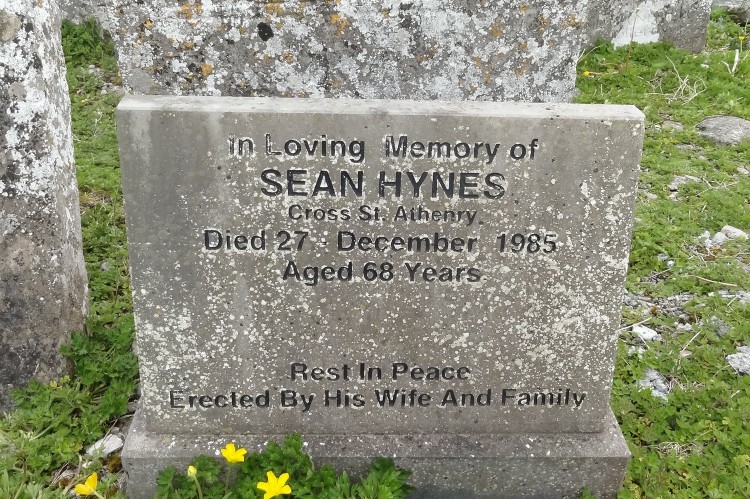 In Loving Memory of
SEAN HYNES
Cross St. Athenry
Died 27 December 1985
Aged 68 Years
Rest In Peace
Erected By His Wife And Family